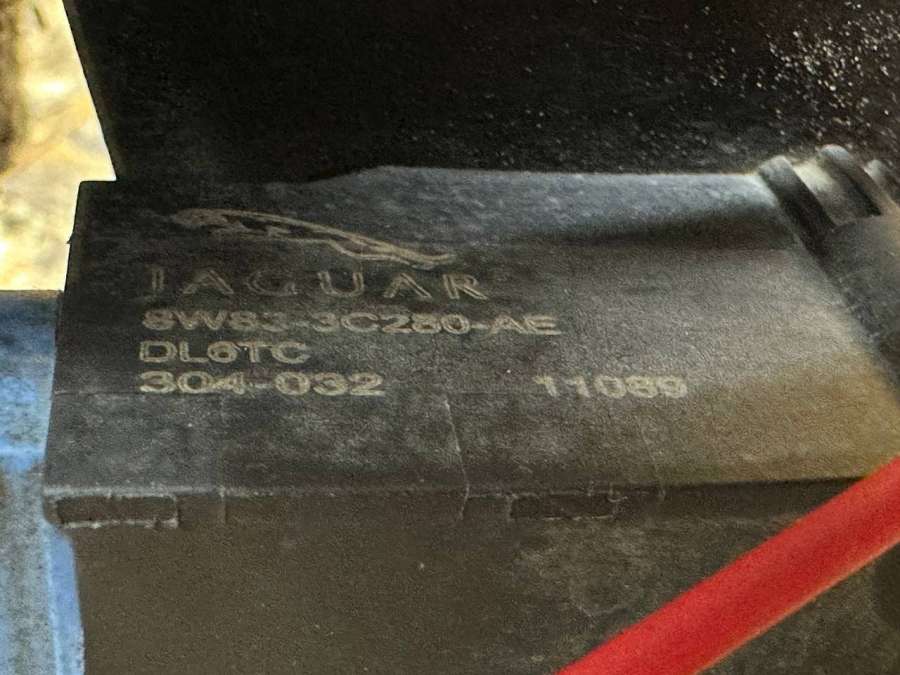 JAGUAR
8W83-3C280-AE
DL6TC
304-032 11089